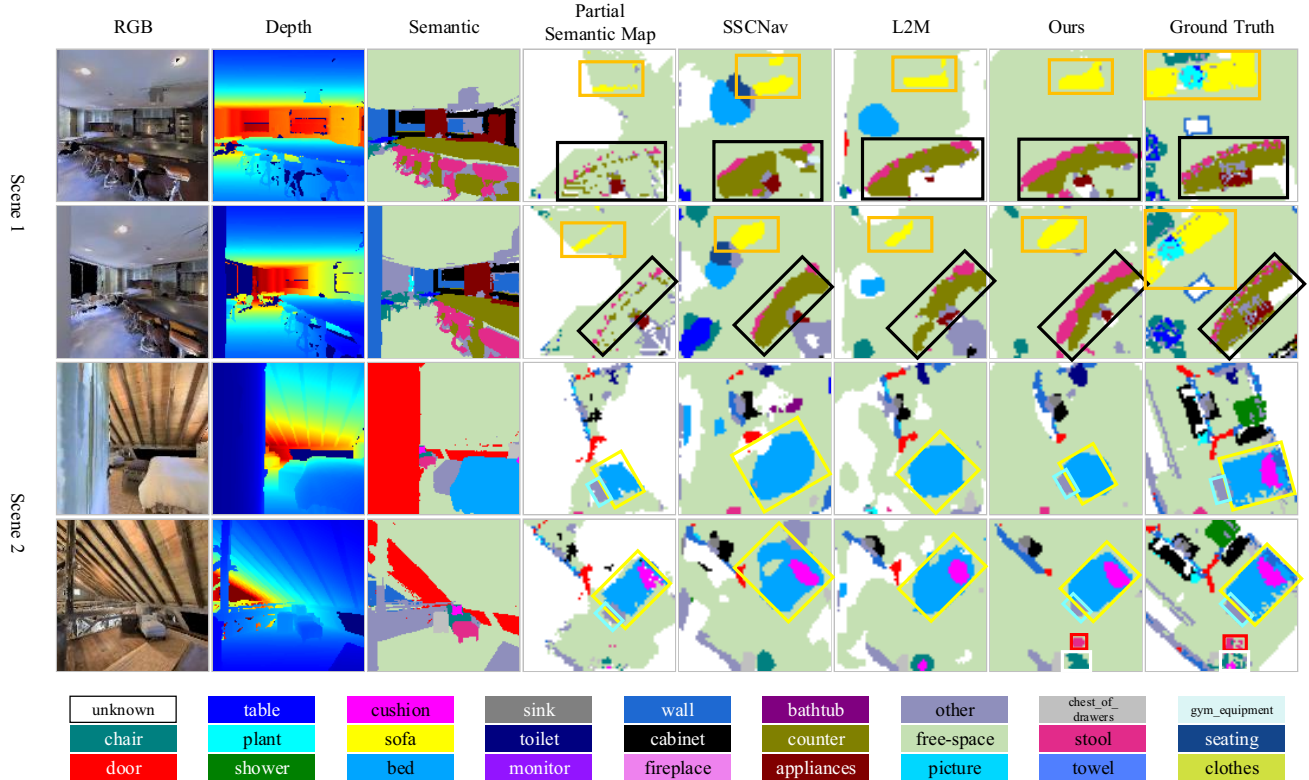 RGB Depth Semantic Partial Semantic Map SSCNav L2M Ours Ground Truth
Scene 1
Scene 2
unknown table cushion sink wall bathtub other chest_of_drawers gym_equipment
chair plant sofa toilet cabinet counter free-space stool seating
door shower bed monitor fireplace appliances picture towel clothes